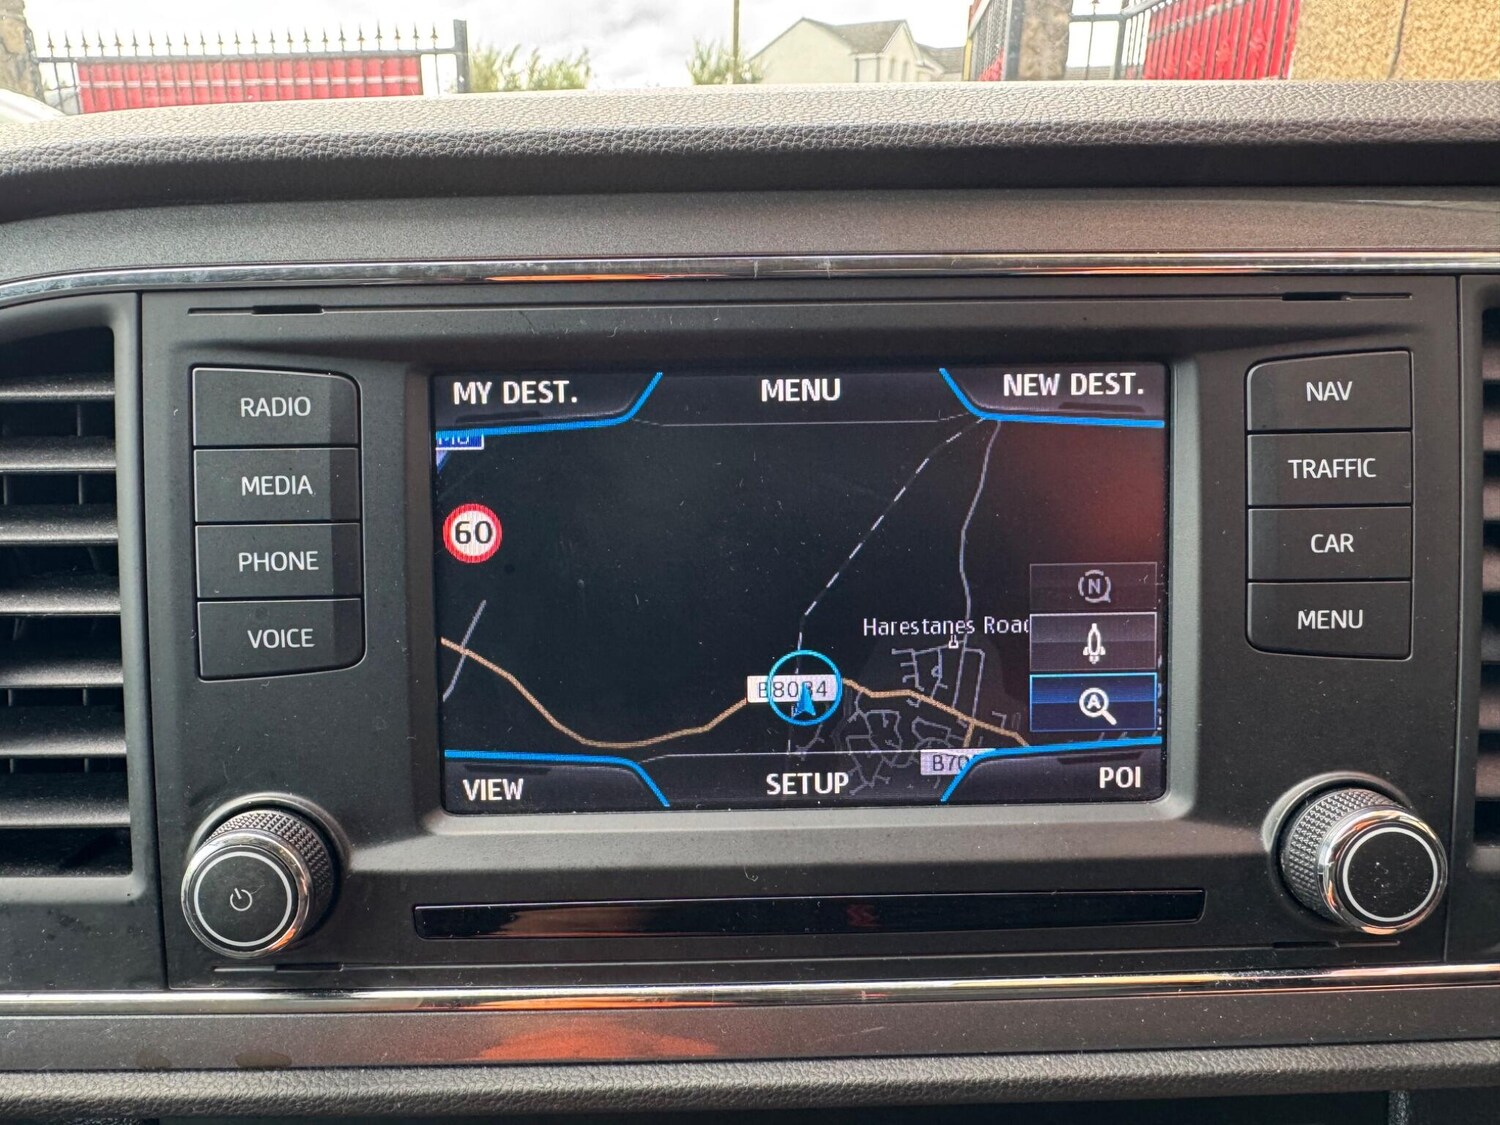 MY DEST.
MENU
NEW DEST.
RADIO
MEDIA
PHONE
VOICE
60
N
Harestanes Road
A
VIEW
SETUP
POI
NAV
TRAFFIC
CAR
MENU